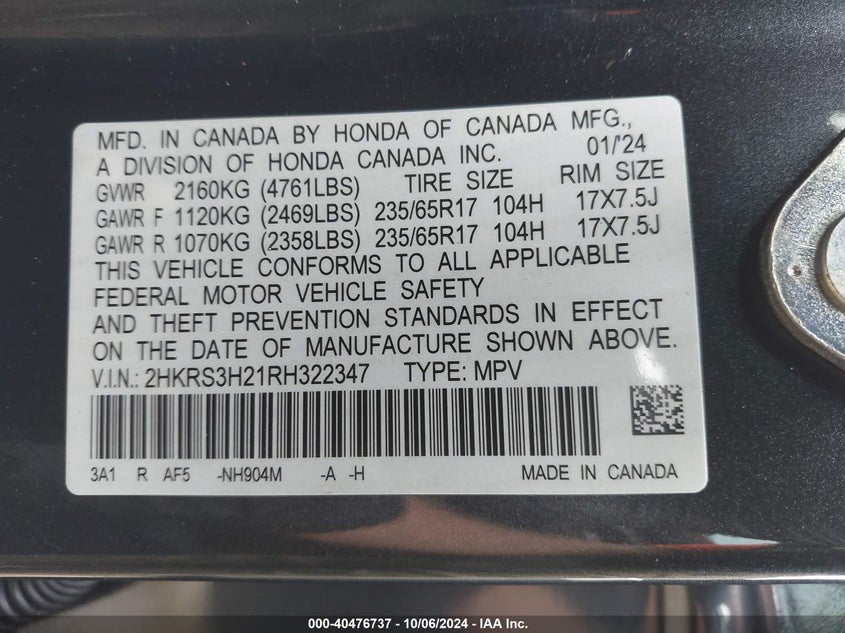 MFD. IN CANADA BY HONDA OF CANADA MFG.,
A DIVISION OF HONDA CANADA INC. 01/'24
GVWR 2160KG (4761LBS) TIRE SIZE RIM SIZE
GAWR F 1120KG (2469LBS) 235/65R17 104H 17X7.5J
GAWR R 1070KG (2358LBS) 235/65R17 104H 17X7.5J
THIS VEHICLE CONFORMS TO ALL APPLICABLE
FEDERAL MOTOR VEHICLE SAFETY
AND THEFT PREVENTION STANDARDS IN EFFECT
ON THE DATE OF MANUFACTURE SHOWN ABOVE.
V.I.N.: 2HKRS3H21RH322347 TYPE: MPV
3A1 R AF5 -NH904M -A -H MADE IN CANADA
000-40476737 - 10/06/2024 - IAA Inc.